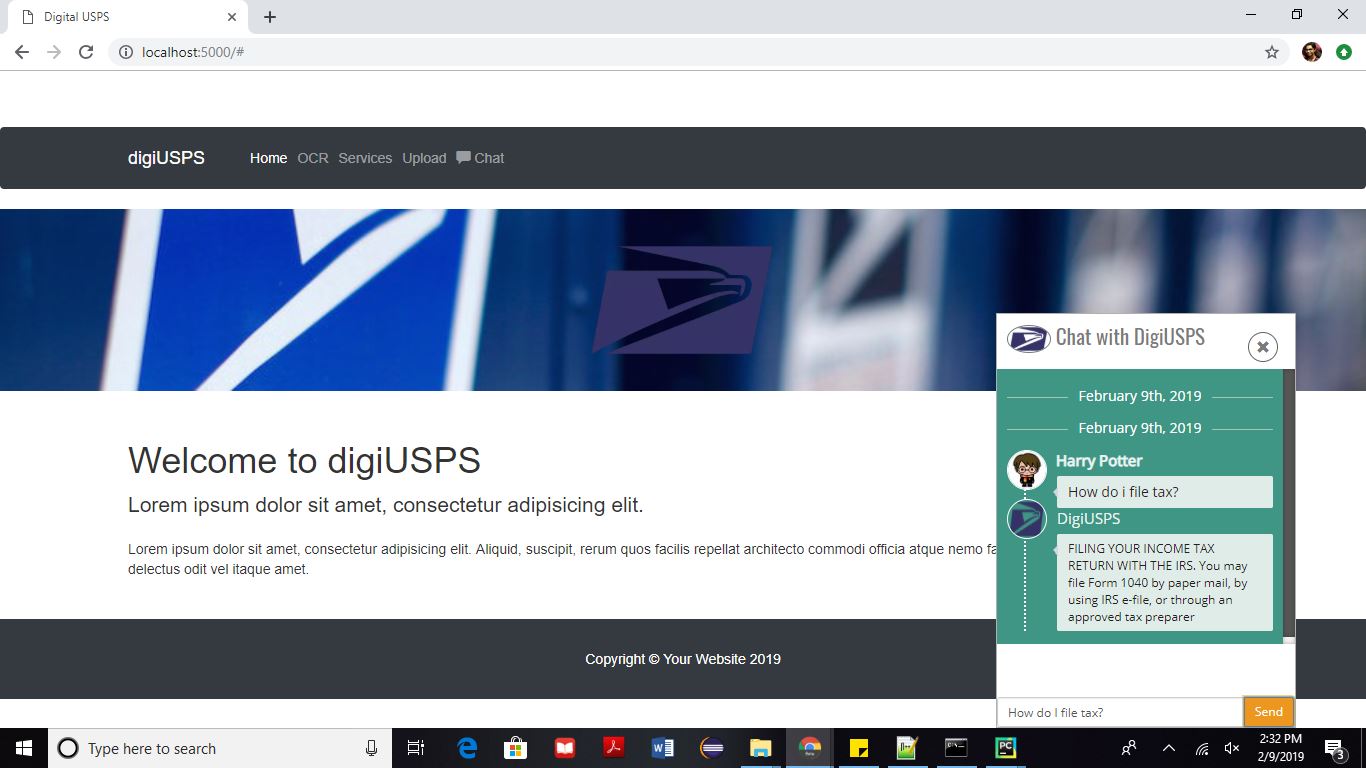 Digital USPS
localhost:5000/#
digiUSPS Home OCR Services Upload Chat
Welcome to digiUSPS
Lorem ipsum dolor sit amet, consectetur adipisicing elit.
Lorem ipsum dolor sit amet, consectetur adipisicing elit. Aliquid, suscipit, rerum quos facilis repellat architecto commodi officia atque nemo
delectus odit vel itaque amet.
Copyright © Your Website 2019
Chat with DigiUSPS
February 9th, 2019
February 9th, 2019
Harry Potter
How do i file tax?
DigiUSPS
FILING YOUR INCOME TAX
RETURN WITH THE IRS. You may
file Form 1040 by paper mail, by
using IRS e-file, or through an
approved tax preparer
How do I file tax?
Send
Type here to search
2:32 PM
2/9/2019
3